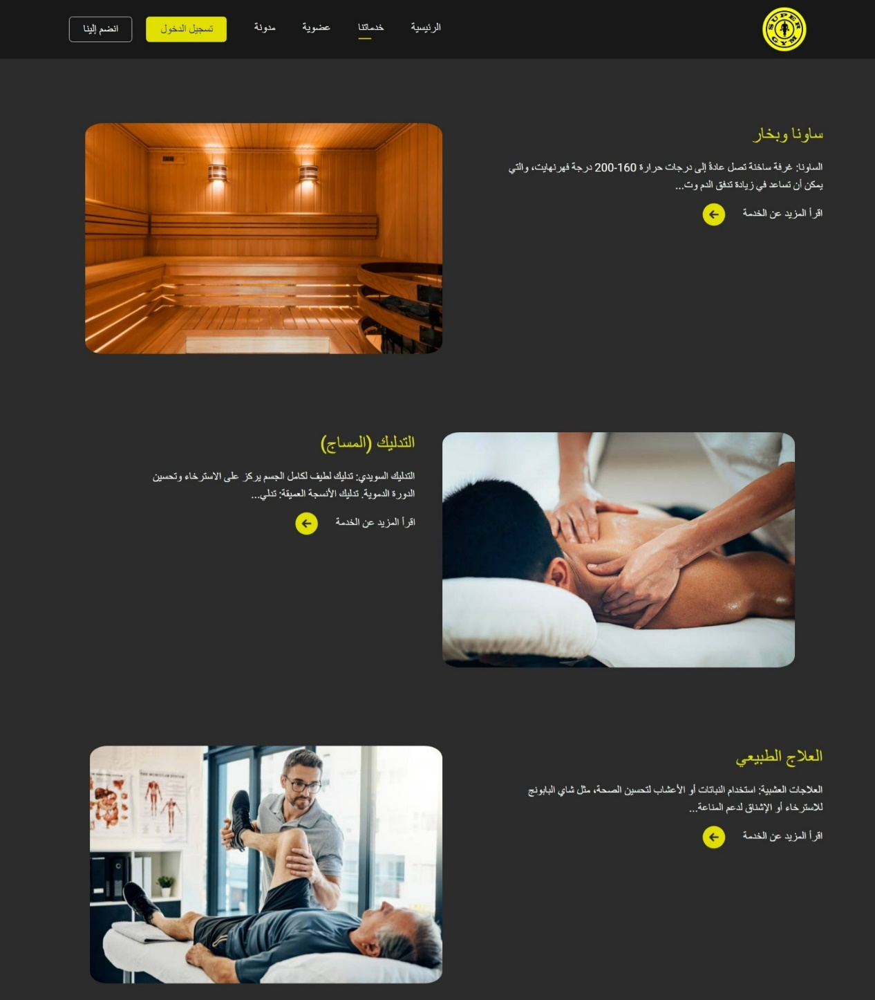 SUPER GYM
الرئيسية
خدماتنا
عضوية
مدونة
تسجيل الدخول
انضم إلينا
ساونا وبخار
الساونا: غرفة ساخنة تصل عادةً إلى درجات حرارة 160-200 درجة فهرنهايت، والتي
يمكن أن تساعد في زيادة تدفق الدم وت...
اقرأ المزيد عن الخدمة
التدليك (المساج)
التدليك السويدي: تدليك لطيف لكامل الجسم يركز على الاسترخاء وتحسين
الدورة الدموية. تدليك الأنسجة العميقة: تدلي...
اقرأ المزيد عن الخدمة
العلاج الطبيعي
العلاجات العشبية: استخدام النباتات أو الأعشاب لتحسين الصحة، مثل شاي البابونج
للاسترخاء أو الإشناق لدعم المناعة...
اقرأ المزيد عن الخدمة
THE MUSCULAR SYSTEM